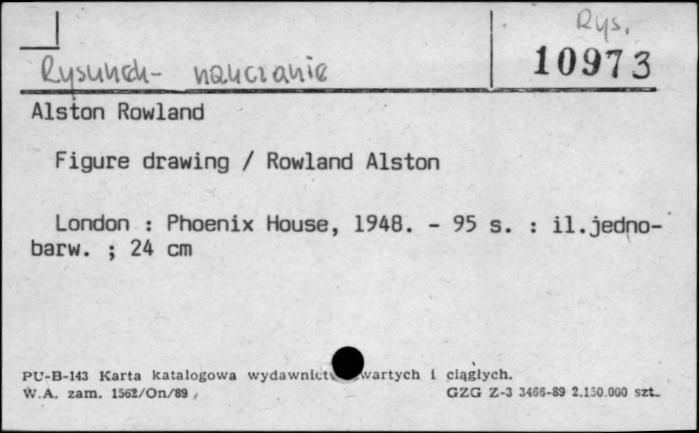 Rys.
10973
Rysunek - nauczanie
Alston Rowland
Figure drawing / Rowland Alston
London : Phoenix House, 1948. - 95 s. : il.jedno-
barw. ; 24 cm
PU-B-143 Karta katalogowa wydawnictw wartych i ciągłych.
W.A. zam. 1562/On/89
GZG Z-3 3466-89 2.150.000 szt.